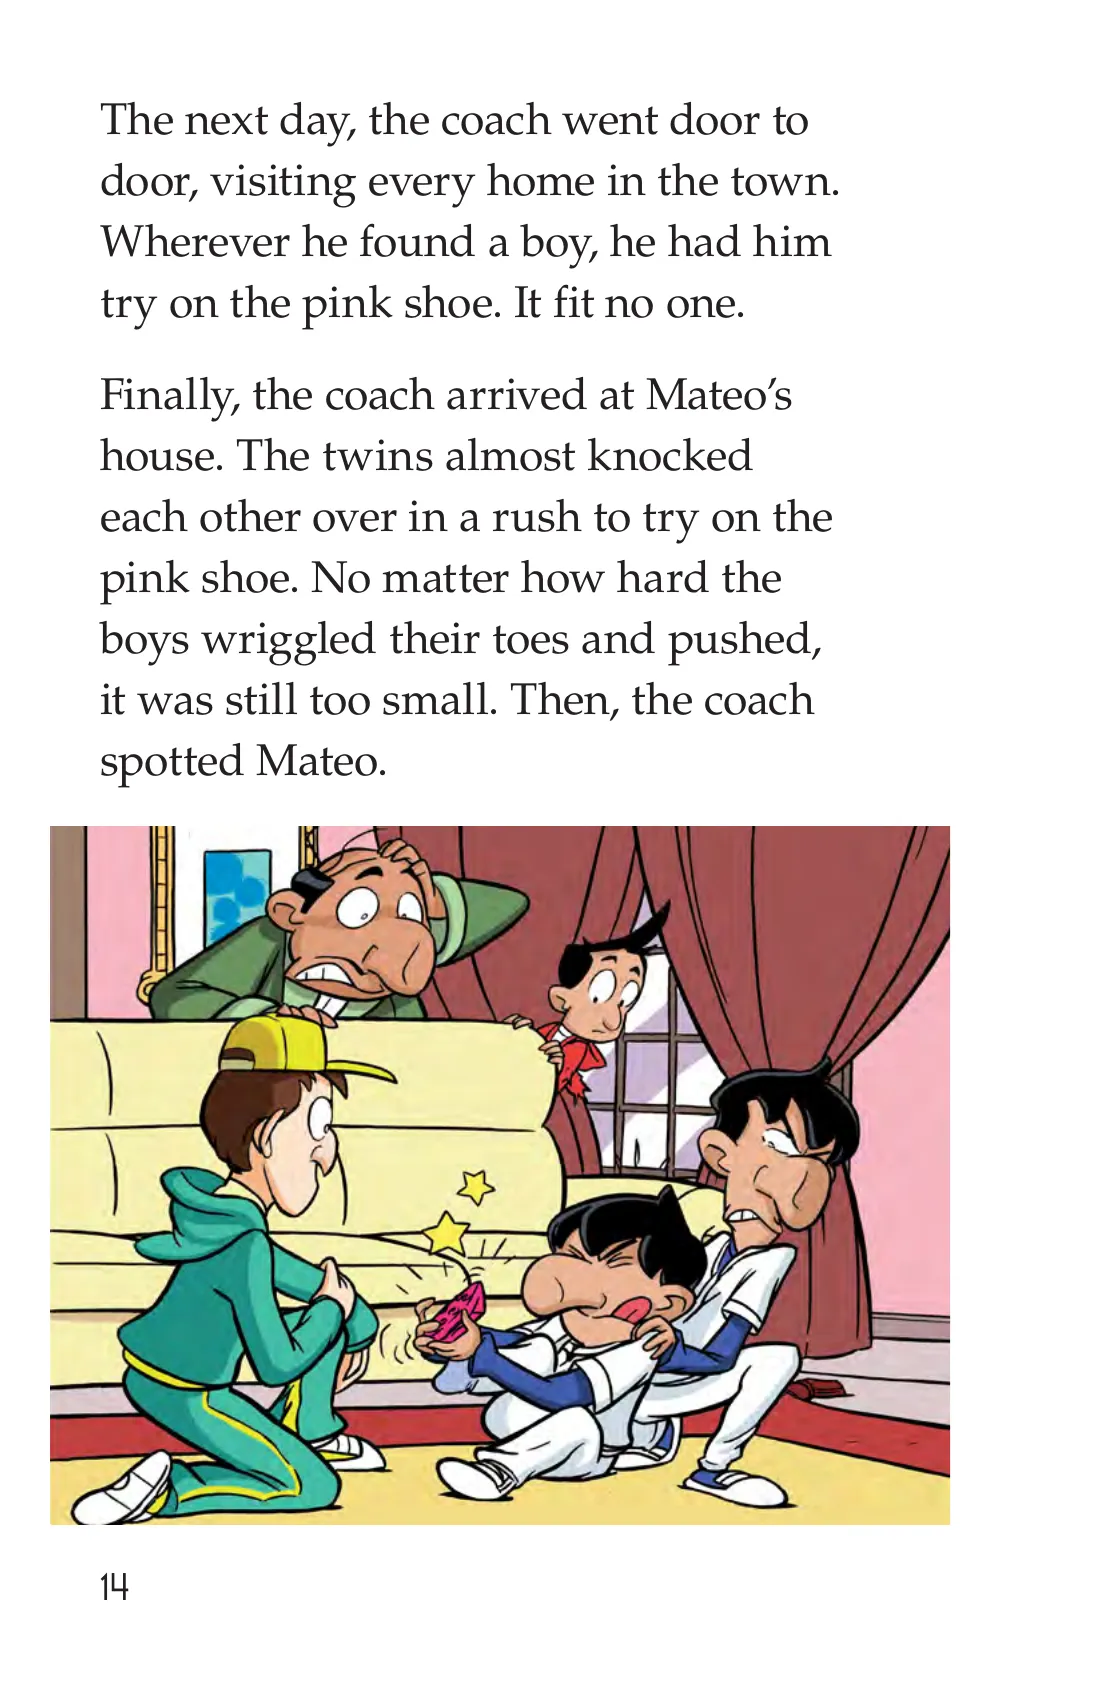 The next day, the coach went door to
door, visiting every home in the town.
Wherever he found a boy, he had him
try on the pink shoe. It fit no one.
Finally, the coach arrived at Mateo’s
house. The twins almost knocked
each other over in a rush to try on the
pink shoe. No matter how hard the
boys wriggled their toes and pushed,
it was still too small. Then, the coach
spotted Mateo.
14